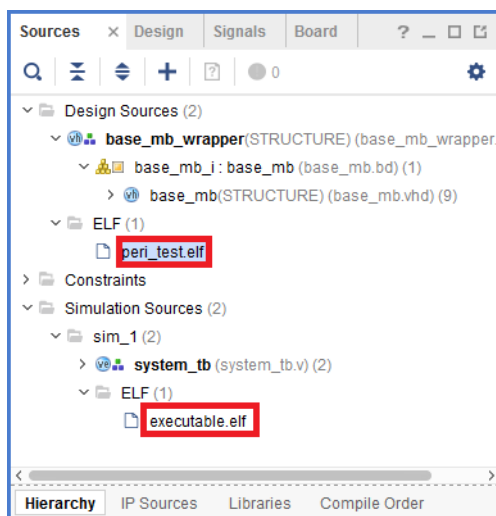 Sources × Design Signals Board ? _
0
Design Sources (2)
base_mb_wrapper(STRUCTURE) (base_mb_wrapper.
base_mb_i : base_mb (base_mb.bd) (1)
base_mb(STRUCTURE) (base_mb.vhd) (9)
ELF (1)
peri_test.elf
Constraints
Simulation Sources (2)
sim_1 (2)
system_tb (system_tb.v) (2)
ELF (1)
executable.elf
Hierarchy IP Sources Libraries Compile Order